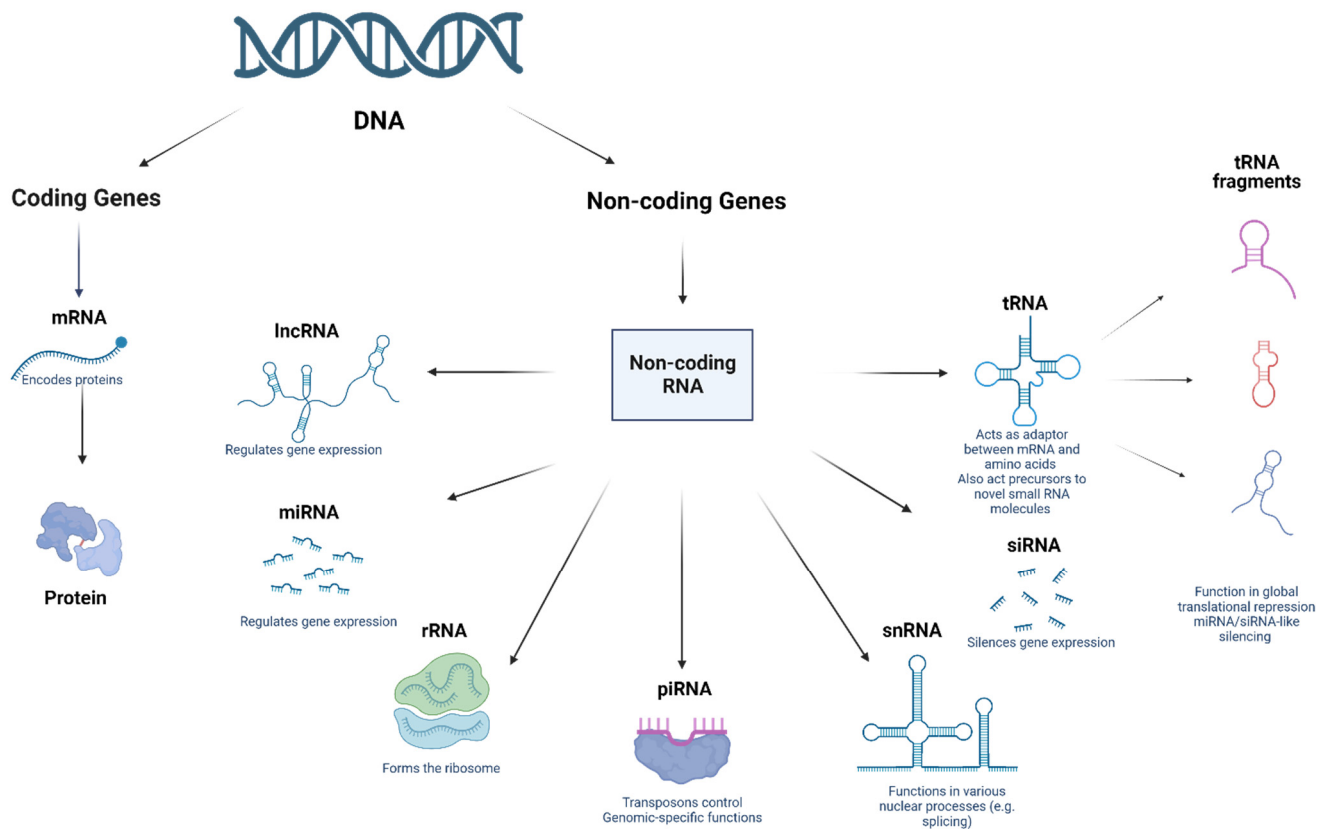 DNA
Coding Genes
Non-coding Genes
mRNA
Encodes proteins
Protein
Non-coding
RNA
lncRNA
Regulates gene expression
miRNA
Regulates gene expression
rRNA
Forms the ribosome
piRNA
Transposons control
Genomic-specific functions
snRNA
Functions in various
nuclear processes (e.g.
splicing)
siRNA
Silences gene expression
tRNA
Acts as adaptor
between mRNA and
amino acids
Also act precursors to
novel small RNA
molecules
tRNA
fragments
Function in global
translational repression
miRNA/siRNA-like
silencing